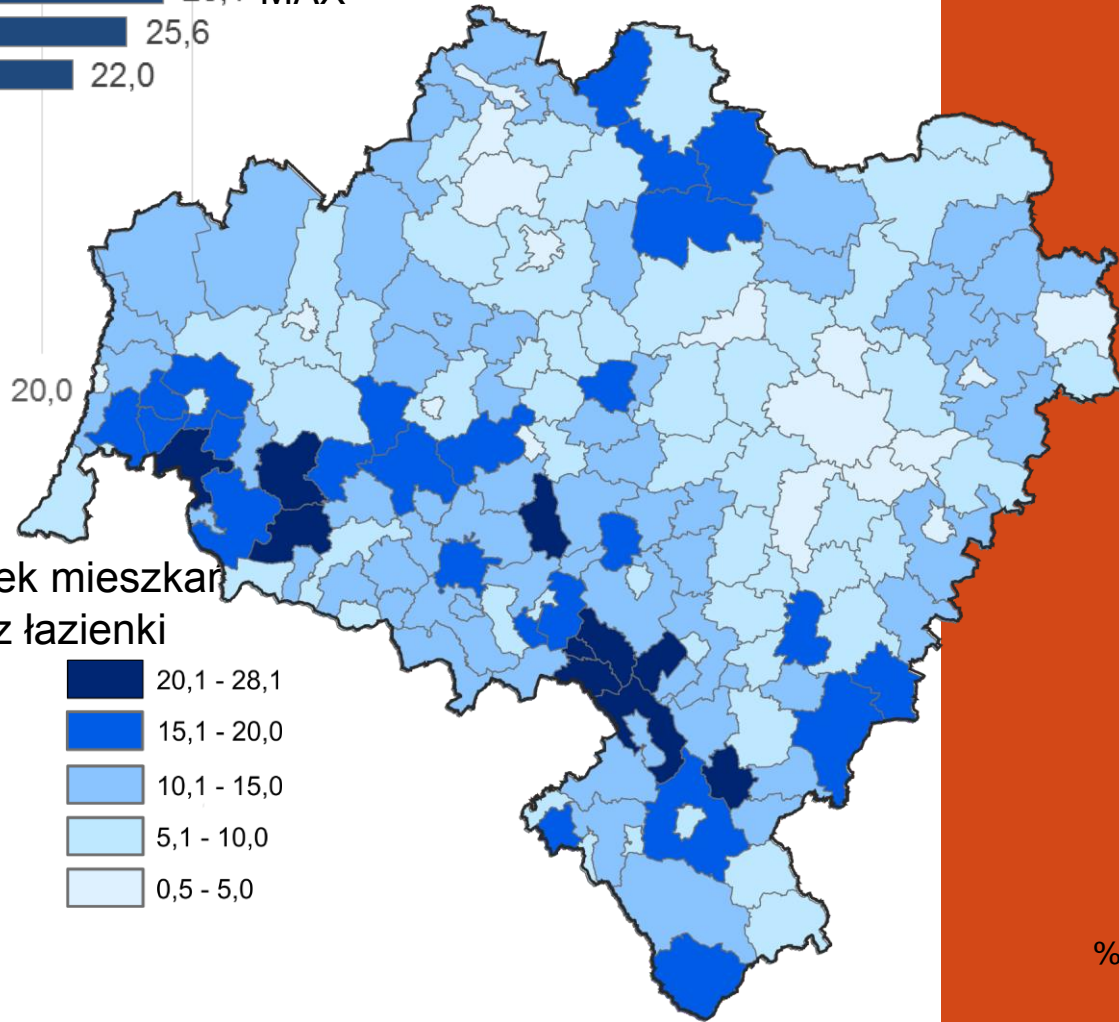 MAX
25,6
22,0
20,0
ek mieszkań
z łazienki
20,1 - 28,1
15,1 - 20,0
10,1 - 15,0
5,1 - 10,0
0,5 - 5,0
%